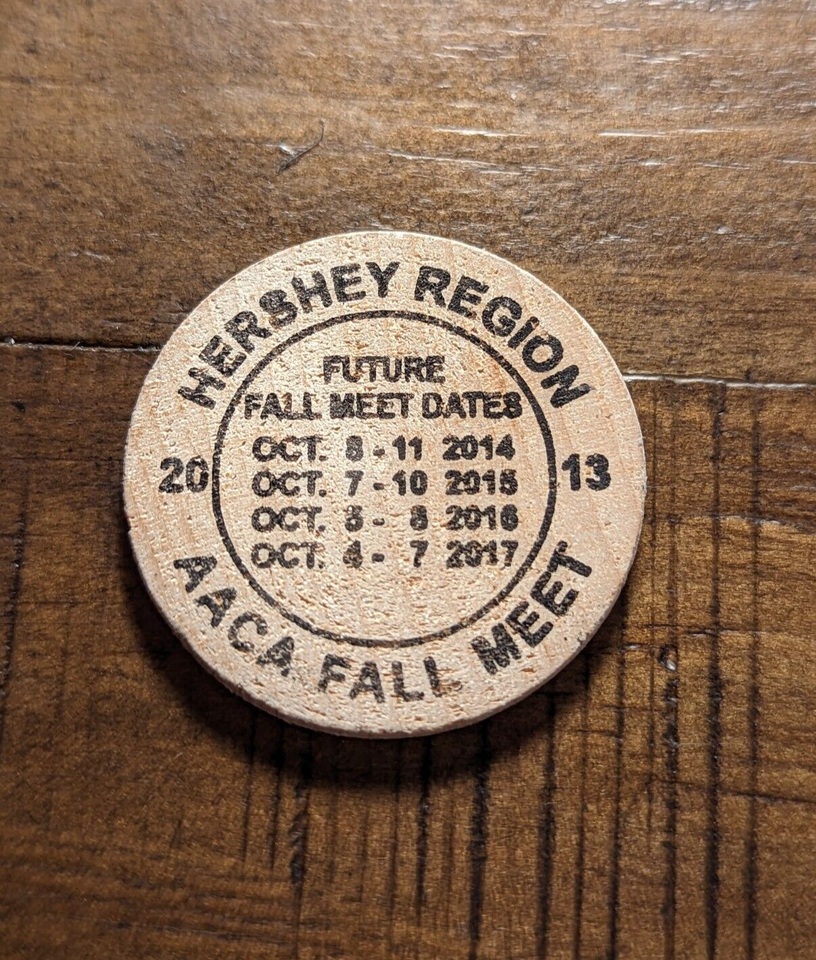 HERSHEY REGION
FUTURE
FALL MEET DATES
OCT. 8 - 11 2014
OCT. 7 - 10 2015
OCT. 5 - 8 2016
OCT. 4 - 7 2017
20 13
AACA FALL MEET